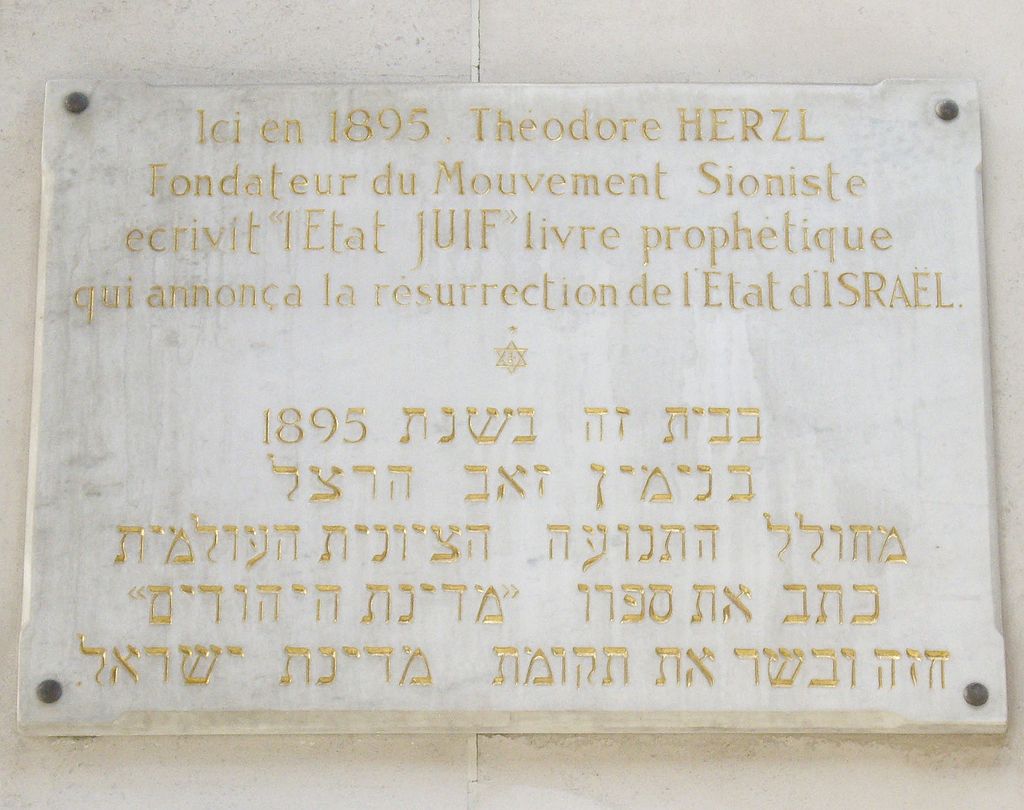 Ici en 1895. Théodore HERZL
Fondateur du Mouvement Sioniste
écrivit "l'Etat JUIF" livre prophétique
qui annonça la résurrection de l'État d'ISRAËL.
בבית זה בשנת 1895
בנימין זאב הרצל
מחולל התנועה הציונית העולמית
כתב את ספרו "מדינת היהודים"
חזה ובשר את תקומת מדינת ישראל